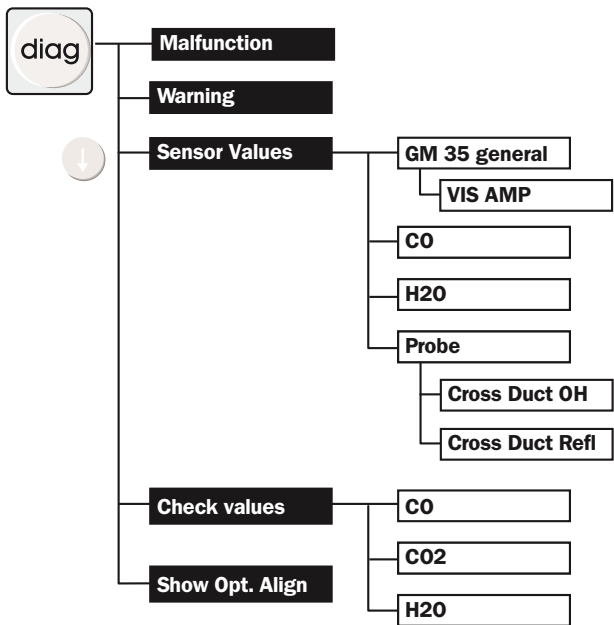 diag
Malfunction
Warning
Sensor Values
GM 35 general
VIS AMP
CO
H2O
Probe
Cross Duct OH
Cross Duct Refl
Check values
CO
CO2
Show Opt. Align
H2O